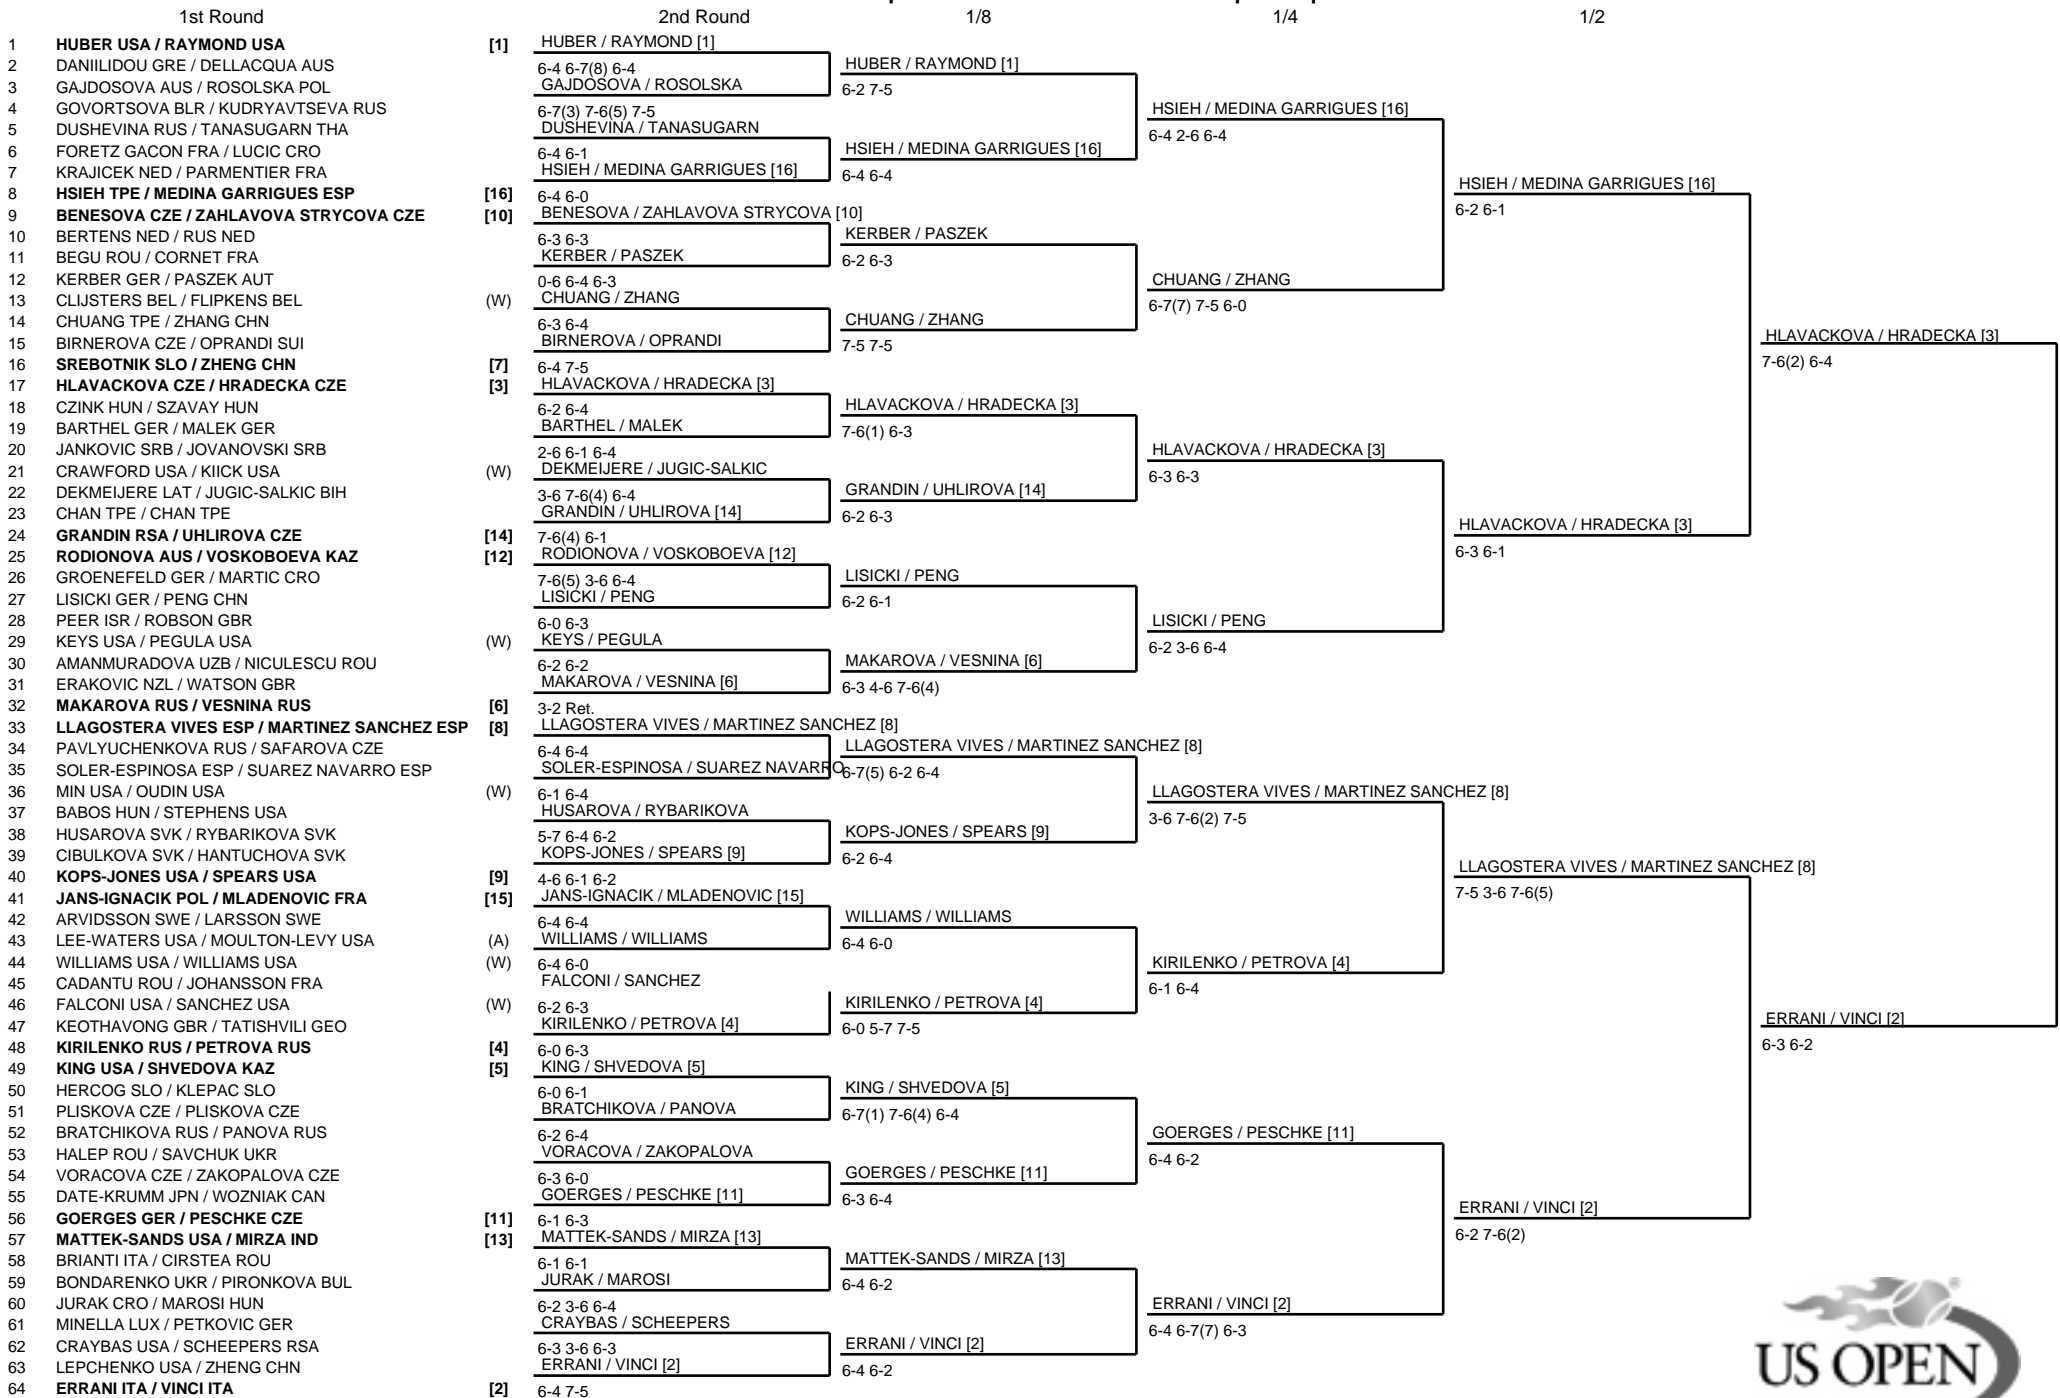 1st Round 2nd Round 1/8 1/4 1/2
1 HUBER USA / RAYMOND USA [1]
2 DANIILIDOU GRE / DELLACQUA AUS
3 GAJDOSOVA AUS / ROSOLSKA POL
4 GOVORTSOVA BLR / KUDRYAVTSEVA RUS
5 DUSHEVINA RUS / TANASUGARN THA
6 FORETZ GACON FRA / LUCIC CRO
7 KRAJICEK NED / PARMENTIER FRA
8 HSIEH TPE / MEDINA GARRIGUES ESP [16]
9 BENESOVA CZE / ZAHLAVOVA STRYCOVA CZE [10]
10 BERTENS NED / RUS NED
11 BEGU ROU / CORNET FRA
12 KERBER GER / PASZEK AUT
13 CLIJSTERS BEL / FLIPKENS BEL (W)
14 CHUANG TPE / ZHANG CHN
15 BIRNEROVA CZE / OPRANDI SUI
16 SREBOTNIK SLO / ZHENG CHN [7]
17 HLAVACKOVA CZE / HRADECKA CZE [3]
18 CZINK HUN / SZAVAY HUN
19 BARTHEL GER / MALEK GER
20 JANKOVIC SRB / JOVANOVSKI SRB
21 CRAWFORD USA / KIICK USA (W)
22 DEKMEIJERE LAT / JUGIC-SALKIC BIH
23 CHAN TPE / CHAN TPE
24 GRANDIN RSA / UHLIROVA CZE [14]
25 RODIONOVA AUS / VOSKOBOEVA KAZ [12]
26 GROENEFELD GER / MARTIC CRO
27 LISICKI GER / PENG CHN
28 PEER ISR / ROBSON GBR
29 KEYS USA / PEGULA USA (W)
30 AMANMURADOVA UZB / NICULESCU ROU
31 ERAKOVIC NZL / WATSON GBR
32 MAKAROVA RUS / VESNINA RUS [6]
33 LLAGOSTERA VIVES ESP / MARTINEZ SANCHEZ ESP [8]
34 PAVLYUCHENKOVA RUS / SAFAROVA CZE
35 SOLER-ESPINOSA ESP / SUAREZ NAVARRO ESP
36 MIN USA / OUDIN USA (W)
37 BABOS HUN / STEPHENS USA
38 HUSAROVA SVK / RYBARIKOVA SVK
39 CIBULKOVA SVK / HANTUCHOVA SVK
40 KOPS-JONES USA / SPEARS USA [9]
41 JANS-IGNACIK POL / MLADENOVIC FRA [15]
42 ARVIDSSON SWE / LARSSON SWE
43 LEE-WATERS USA / MOULTON-LEVY USA (A)
44 WILLIAMS USA / WILLIAMS USA (W)
45 CADANTU ROU / JOHANSSON FRA
46 FALCONI USA / SANCHEZ USA (W)
47 KEOTHAVONG GBR / TATISHVILI GEO
48 KIRILENKO RUS / PETROVA RUS [4]
49 KING USA / SHVEDOVA KAZ [5]
50 HERCOG SLO / KLEPAC SLO
51 PLISKOVA CZE / PLISKOVA CZE
52 BRATCHIKOVA RUS / PANOVA RUS
53 HALEP ROU / SAVCHUK UKR
54 VORACOVA CZE / ZAKOPALOVA CZE
55 DATE-KRUMM JPN / WOZNIAK CAN
56 GOERGES GER / PESCHKE CZE [11]
57 MATTEK-SANDS USA / MIRZA IND [13]
58 BRIANTI ITA / CIRSTEA ROU
59 BONDARENKO UKR / PIRONKOVA BUL
60 JURAK CRO / MAROSI HUN
61 MINELLA LUX / PETKOVIC GER
62 CRAYBAS USA / SCHEEPERS RSA
63 LEPCHENKO USA / ZHENG CHN
64 ERRANI ITA / VINCI ITA [2]
HUBER / RAYMOND [1]
6-4 6-7(8) 6-4
GAJDOSOVA / ROSOLSKA
6-7(3) 7-6(5) 7-5
DUSHEVINA / TANASUGARN
6-4 6-1
HSIEH / MEDINA GARRIGUES [16]
6-4 6-0
BENESOVA / ZAHLAVOVA STRYCOVA [10]
6-3 6-3
KERBER / PASZEK
0-6 6-4 6-3
CHUANG / ZHANG
6-3 6-4
BIRNEROVA / OPRANDI
6-4 7-5
HLAVACKOVA / HRADECKA [3]
6-2 6-4
BARTHEL / MALEK
2-6 6-1 6-4
DEKMEIJERE / JUGIC-SALKIC
3-6 7-6(4) 6-4
GRANDIN / UHLIROVA [14]
7-6(4) 6-1
RODIONOVA / VOSKOBOEVA [12]
7-6(5) 3-6 6-4
LISICKI / PENG
6-0 6-3
KEYS / PEGULA
6-2 6-2
MAKAROVA / VESNINA [6]
3-2 Ret.
LLAGOSTERA VIVES / MARTINEZ SANCHEZ [8]
6-4 6-4
SOLER-ESPINOSA / SUAREZ NAVARRO
6-1 6-4
HUSAROVA / RYBARIKOVA
5-7 6-4 6-2
KOPS-JONES / SPEARS [9]
4-6 6-1 6-2
JANS-IGNACIK / MLADENOVIC [15]
6-4 6-4
WILLIAMS / WILLIAMS
6-4 6-0
FALCONI / SANCHEZ
6-2 6-3
KIRILENKO / PETROVA [4]
6-0 6-3
KING / SHVEDOVA [5]
6-0 6-1
BRATCHIKOVA / PANOVA
6-2 6-4
VORACOVA / ZAKOPALOVA
6-3 6-0
GOERGES / PESCHKE [11]
6-1 6-3
MATTEK-SANDS / MIRZA [13]
6-1 6-1
JURAK / MAROSI
6-2 3-6 6-4
CRAYBAS / SCHEEPERS
6-3 3-6 6-3
ERRANI / VINCI [2]
6-4 7-5
HUBER / RAYMOND [1]
6-2 7-5
HSIEH / MEDINA GARRIGUES [16]
6-4 6-4
KERBER / PASZEK
6-2 6-3
CHUANG / ZHANG
7-5 7-5
HLAVACKOVA / HRADECKA [3]
7-6(1) 6-3
GRANDIN / UHLIROVA [14]
6-2 6-3
LISICKI / PENG
6-2 6-1
MAKAROVA / VESNINA [6]
6-3 4-6 7-6(4)
LLAGOSTERA VIVES / MARTINEZ SANCHEZ [8]
6-7(5) 6-2 6-4
KOPS-JONES / SPEARS [9]
6-2 6-4
WILLIAMS / WILLIAMS
6-4 6-0
KIRILENKO / PETROVA [4]
6-0 5-7 7-5
KING / SHVEDOVA [5]
6-7(1) 7-6(4) 6-4
GOERGES / PESCHKE [11]
6-3 6-4
MATTEK-SANDS / MIRZA [13]
6-4 6-2
ERRANI / VINCI [2]
6-4 6-2
HSIEH / MEDINA GARRIGUES [16]
6-4 2-6 6-4
CHUANG / ZHANG
6-7(7) 7-5 6-0
HLAVACKOVA / HRADECKA [3]
6-3 6-3
LISICKI / PENG
6-2 3-6 6-4
LLAGOSTERA VIVES / MARTINEZ SANCHEZ [8]
3-6 7-6(2) 7-5
KIRILENKO / PETROVA [4]
6-1 6-4
GOERGES / PESCHKE [11]
6-4 6-2
ERRANI / VINCI [2]
6-4 6-7(7) 6-3
HSIEH / MEDINA GARRIGUES [16]
6-2 6-1
HLAVACKOVA / HRADECKA [3]
6-3 6-1
LLAGOSTERA VIVES / MARTINEZ SANCHEZ [8]
7-5 3-6 7-6(5)
ERRANI / VINCI [2]
6-2 7-6(2)
HLAVACKOVA / HRADECKA [3]
7-6(2) 6-4
ERRANI / VINCI [2]
6-3 6-2
US OPEN